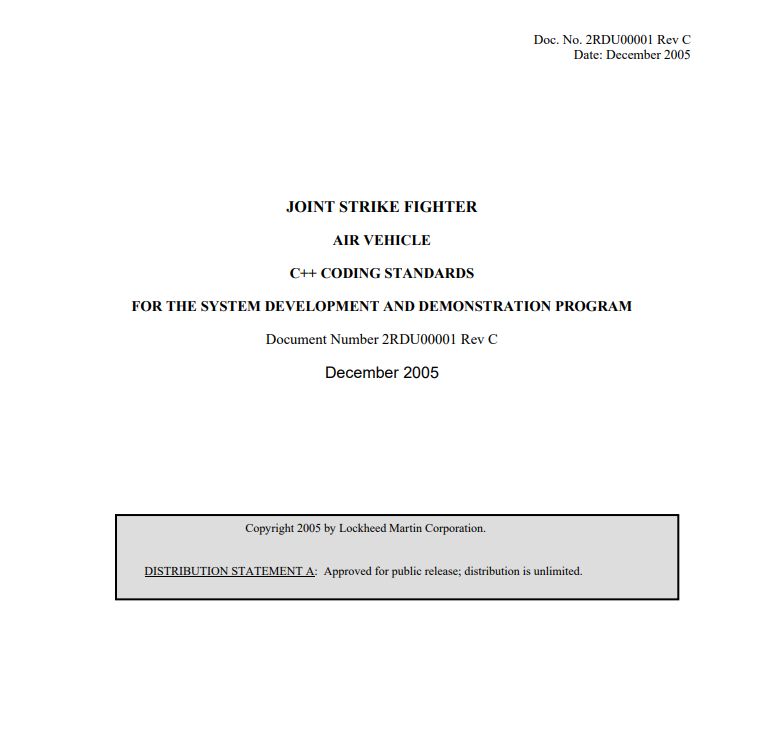 Doc. No. 2RDU00001 Rev C
Date: December 2005
JOINT STRIKE FIGHTER
AIR VEHICLE
C++ CODING STANDARDS
FOR THE SYSTEM DEVELOPMENT AND DEMONSTRATION PROGRAM
Document Number 2RDU00001 Rev C
December 2005
Copyright 2005 by Lockheed Martin Corporation.
DISTRIBUTION STATEMENT A: Approved for public release; distribution is unlimited.